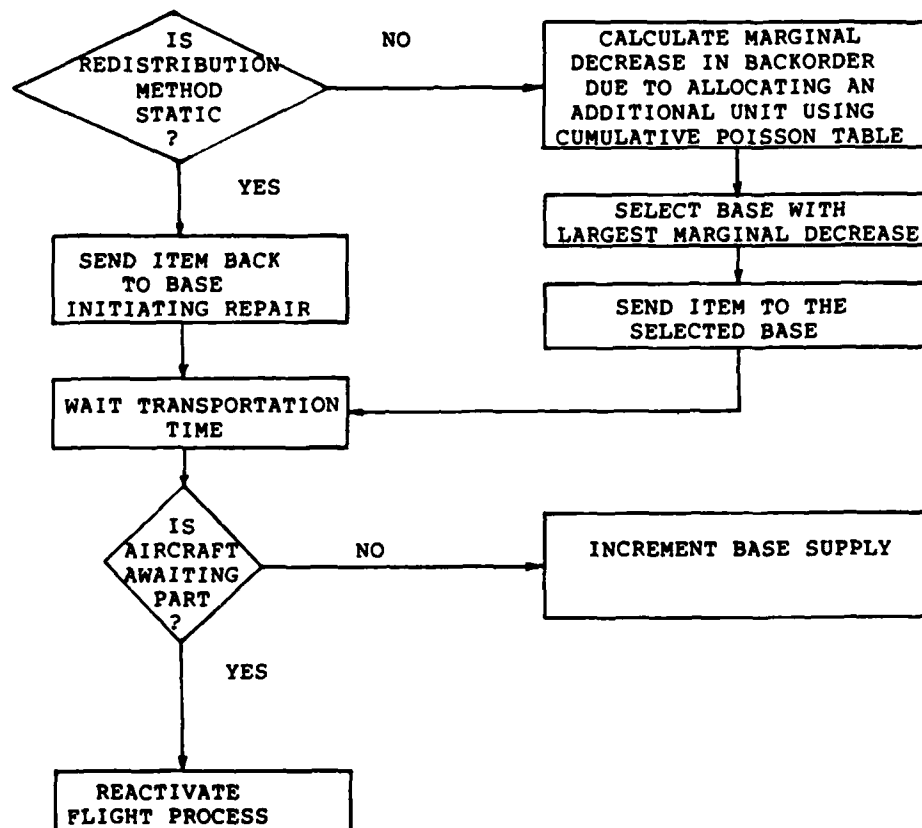 IS
REDISTRIBUTION
METHOD
STATIC
?
NO
CALCULATE MARGINAL
DECREASE IN BACKORDER
DUE TO ALLOCATING AN
ADDITIONAL UNIT USING
CUMULATIVE POISSON TABLE
YES
SELECT BASE WITH
LARGEST MARGINAL DECREASE
SEND ITEM BACK
TO BASE
INITIATING REPAIR
SEND ITEM TO THE
SELECTED BASE
WAIT TRANSPORTATION
TIME
IS
AIRCRAFT
AWAITING
PART
?
NO
INCREMENT BASE SUPPLY
YES
REACTIVATE
FLIGHT PROCESS